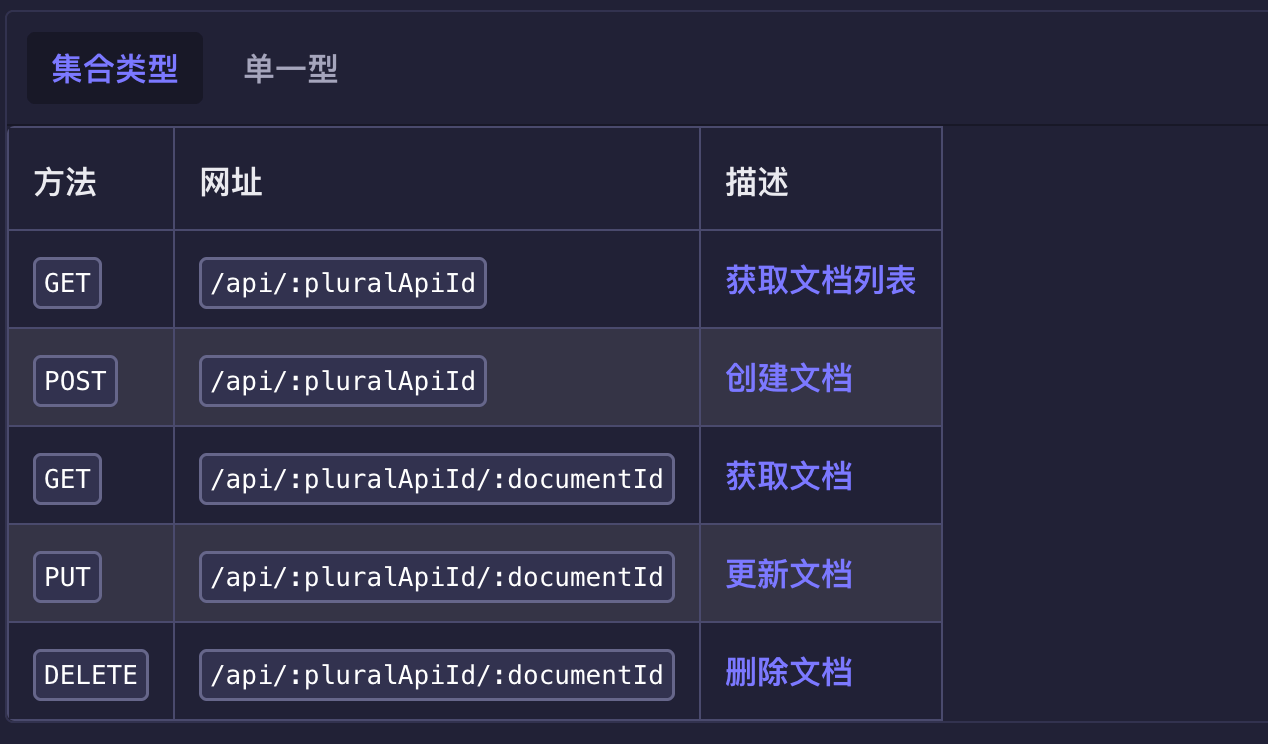 集合类型 单一型
方法 网址 描述
GET /api/:pluralApiId 获取文档列表
POST /api/:pluralApiId 创建文档
GET /api/:pluralApiId/:documentId 获取文档
PUT /api/:pluralApiId/:documentId 更新文档
DELETE /api/:pluralApiId/:documentId 删除文档